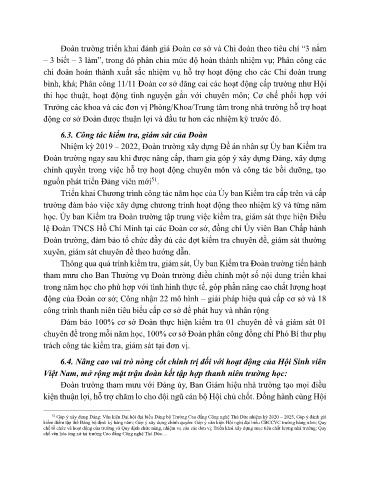 Đoàn trường triển khai đánh giá Đoàn cơ sở và Chi đoàn theo tiêu chí “3 nắm
– 3 biết – 3 làm”, trong đó phân chia mức độ hoàn thành nhiệm vụ; Phân công các
chi đoàn hoàn thành xuất sắc nhiệm vụ hỗ trợ hoạt động cho các Chi đoàn trung
bình, khá; Phân công 11/11 Đoàn cơ sở đăng cai các hoạt động cấp trường như Hội
thi học thuật, hoạt động tình nguyện gắn với chuyên môn; Cơ chế phối hợp với
Trưởng các khoa và các đơn vị Phòng/Khoa/Trung tâm trong nhà trường hỗ trợ hoạt
động cơ sở Đoàn được thuận lợi và đầu tư hơn các nhiệm kỳ trước đó.
6.3. Công tác kiểm tra, giám sát của Đoàn
Nhiệm kỳ 2019 – 2022, Đoàn trường xây dựng Đề án nhân sự Ủy ban Kiểm tra
Đoàn trường ngay sau khi được nâng cấp, tham gia góp ý xây dựng Đảng, xây dựng
chính quyền trong việc hỗ trợ hoạt động chuyên môn và công tác bồi dưỡng, tạo
nguồn phát triển Đảng viên mới⁵¹.
Triển khai Chương trình công tác năm học của Ủy ban Kiểm tra cấp trên và cấp
trường đảm bảo việc xây dựng chương trình hoạt động theo nhiệm kỳ và từng năm
học. Ủy ban Kiểm tra Đoàn trường tập trung việc kiểm tra, giám sát thực hiện Điều
lệ Đoàn TNCS Hồ Chí Minh tại các Đoàn cơ sở, đồng chí Ủy viên Ban Chấp hành
Đoàn trường, đảm bảo tổ chức đầy đủ các đợt kiểm tra chuyên đề, giám sát thường
xuyên, giám sát chuyên đề theo hướng dẫn.
Thông qua quá trình kiểm tra, giám sát, Ủy ban Kiểm tra Đoàn trường tiến hành
tham mưu cho Ban Thường vụ Đoàn trường điều chỉnh một số nội dung triển khai
trong năm học cho phù hợp với tình hình thực tế, góp phần nâng cao chất lượng hoạt
động của Đoàn cơ sở; Công nhận 22 mô hình – giải pháp hiệu quả cấp cơ sở và 18
công trình thanh niên tiêu biểu cấp cơ sở để phát huy và nhân rộng
Đảm bảo 100% cơ sở Đoàn thực hiện kiểm tra 01 chuyên đề và giám sát 01
chuyên đề trong mỗi năm học, 100% cơ sở Đoàn phân công đồng chí Phó Bí thư phụ
trách công tác kiểm tra, giám sát tại đơn vị.
6.4. Nâng cao vai trò nòng cốt chính trị đối với hoạt động của Hội Sinh viên
Việt Nam, mở rộng mặt trận đoàn kết tập hợp thanh niên trường học:
Đoàn trường tham mưu với Đảng ủy, Ban Giám hiệu nhà trường tạo mọi điều
kiện thuận lợi, hỗ trợ chăm lo cho đội ngũ cán bộ Hội chủ chốt. Đồng hành cùng Hội
⁵¹ Góp ý xây dựng Đảng: Văn kiện Đại hội đại biểu Đảng bộ Trường Cao đẳng Công nghệ Thủ Đức nhiệm kỳ 2020 – 2025, Góp ý đánh giá
kiểm điểm tập thể Đảng bộ định kỳ hàng năm; Góp ý xây dựng chính quyền: Góp ý văn kiện Hội nghị đại biểu CBCCVC trường hàng năm; Quy
chế tổ chức và hoạt động của trường và Quy định chức năng, nhiệm vụ của các đơn vị; Triển khai xây dựng mục tiêu chất lượng nhà trường; Quy
chế văn hóa ứng xử tại trường Cao đẳng Công nghệ Thủ Đức…